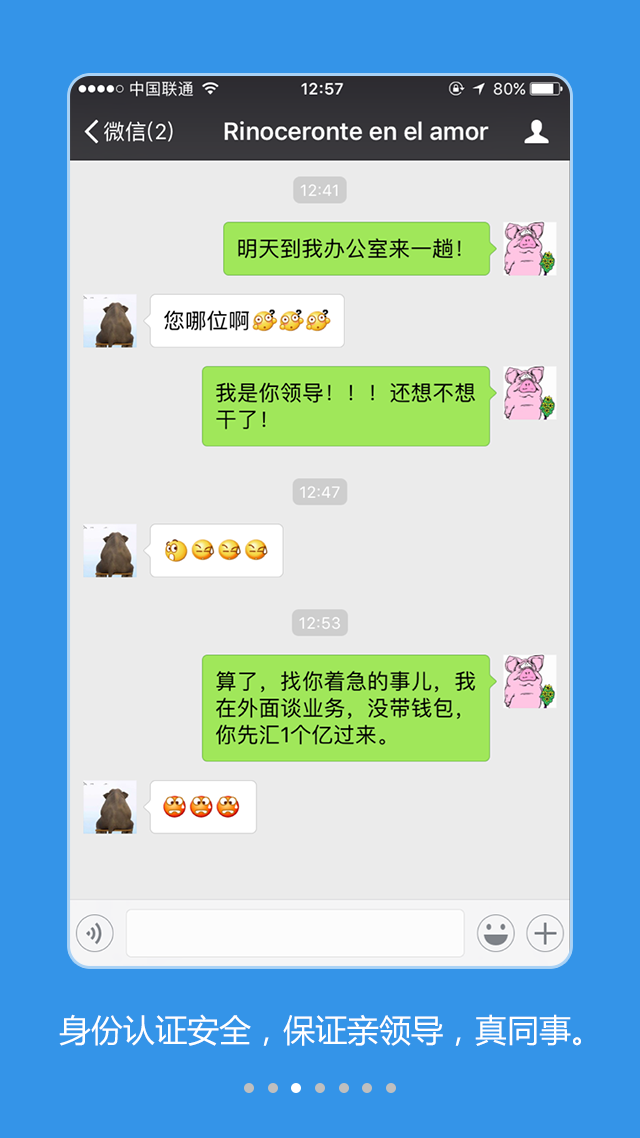 中国联通 12:57 80%
微信(2) Rinoceronte en el amor
12:41
明天到我办公室来一趟！
您哪位啊
我是你领导！！！还想不想
干了！
12:47
12:53
算了，找你着急的事儿，我
在外面谈业务，没带钱包，
你先汇1个亿过来。
身份认证安全，保证亲领导，真同事。